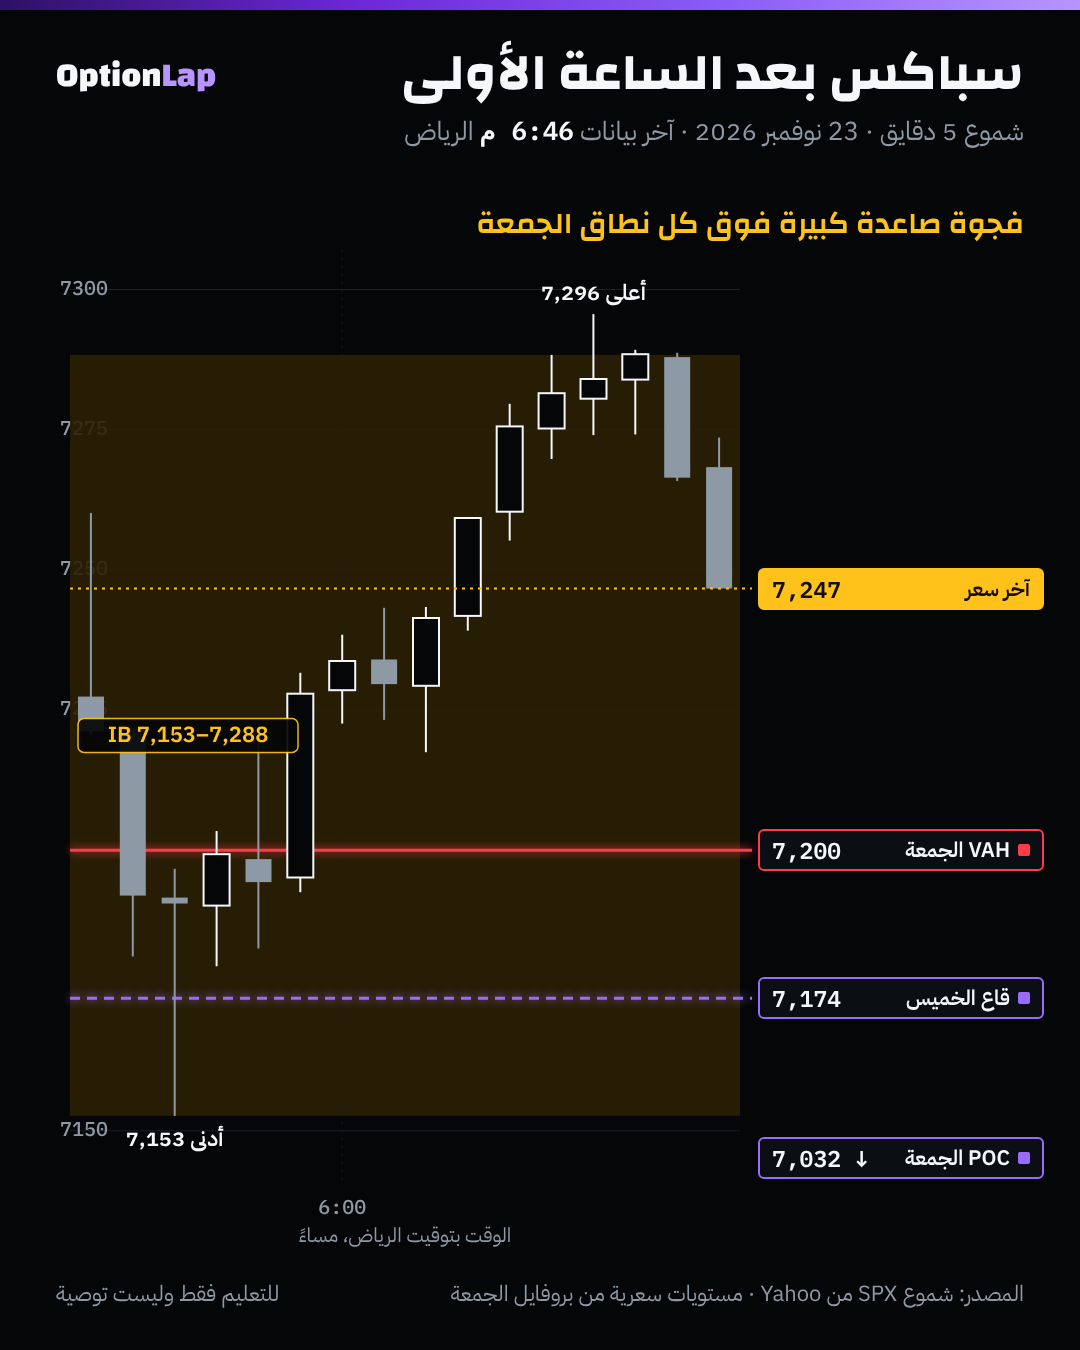 سباكس بعد الساعة الأولى
OptionLap
شموع 5 دقايق · 23 نوفمبر 2026 · آخر بيانات 6:46 م الرياض
فجوة صاعدة كبيرة فوق كل نطاق الجمعة
7300
أعلى 7,296
7275
7250
آخر سعر 7,247
IB 7,153–7,288
VAH الجمعة 7,200
قاع الخميس 7,174
7150
أدنى 7,153
POC الجمعة ↓ 7,032
6:00
الوقت بتوقيت الرياض، مساءً
المصدر: شموع SPX من Yahoo · مستويات سعرية من بروفايل الجمعة
للتعليم فقط وليست توصية